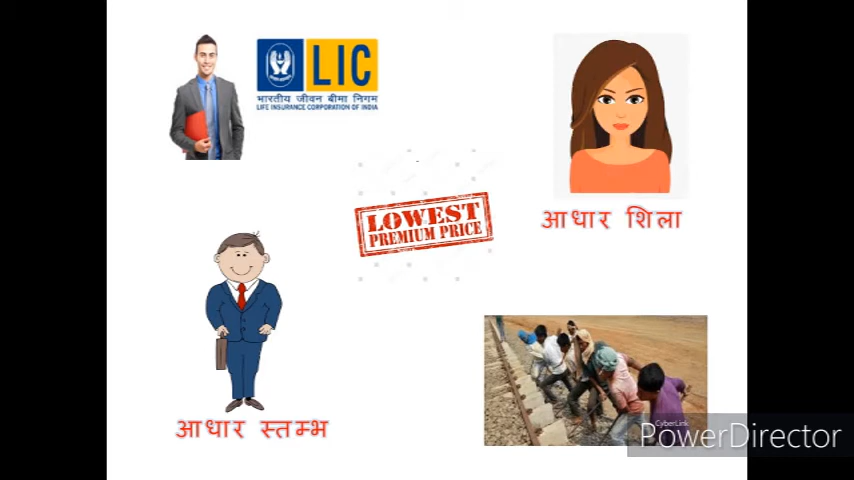 LIC
भारतीय जीवन बीमा निगम
LIFE INSURANCE CORPORATION OF INDIA
LOWEST
PREMIUM PRICE
आधार शिला
आधार स्तम्भ
CyberLink
PowerDirector